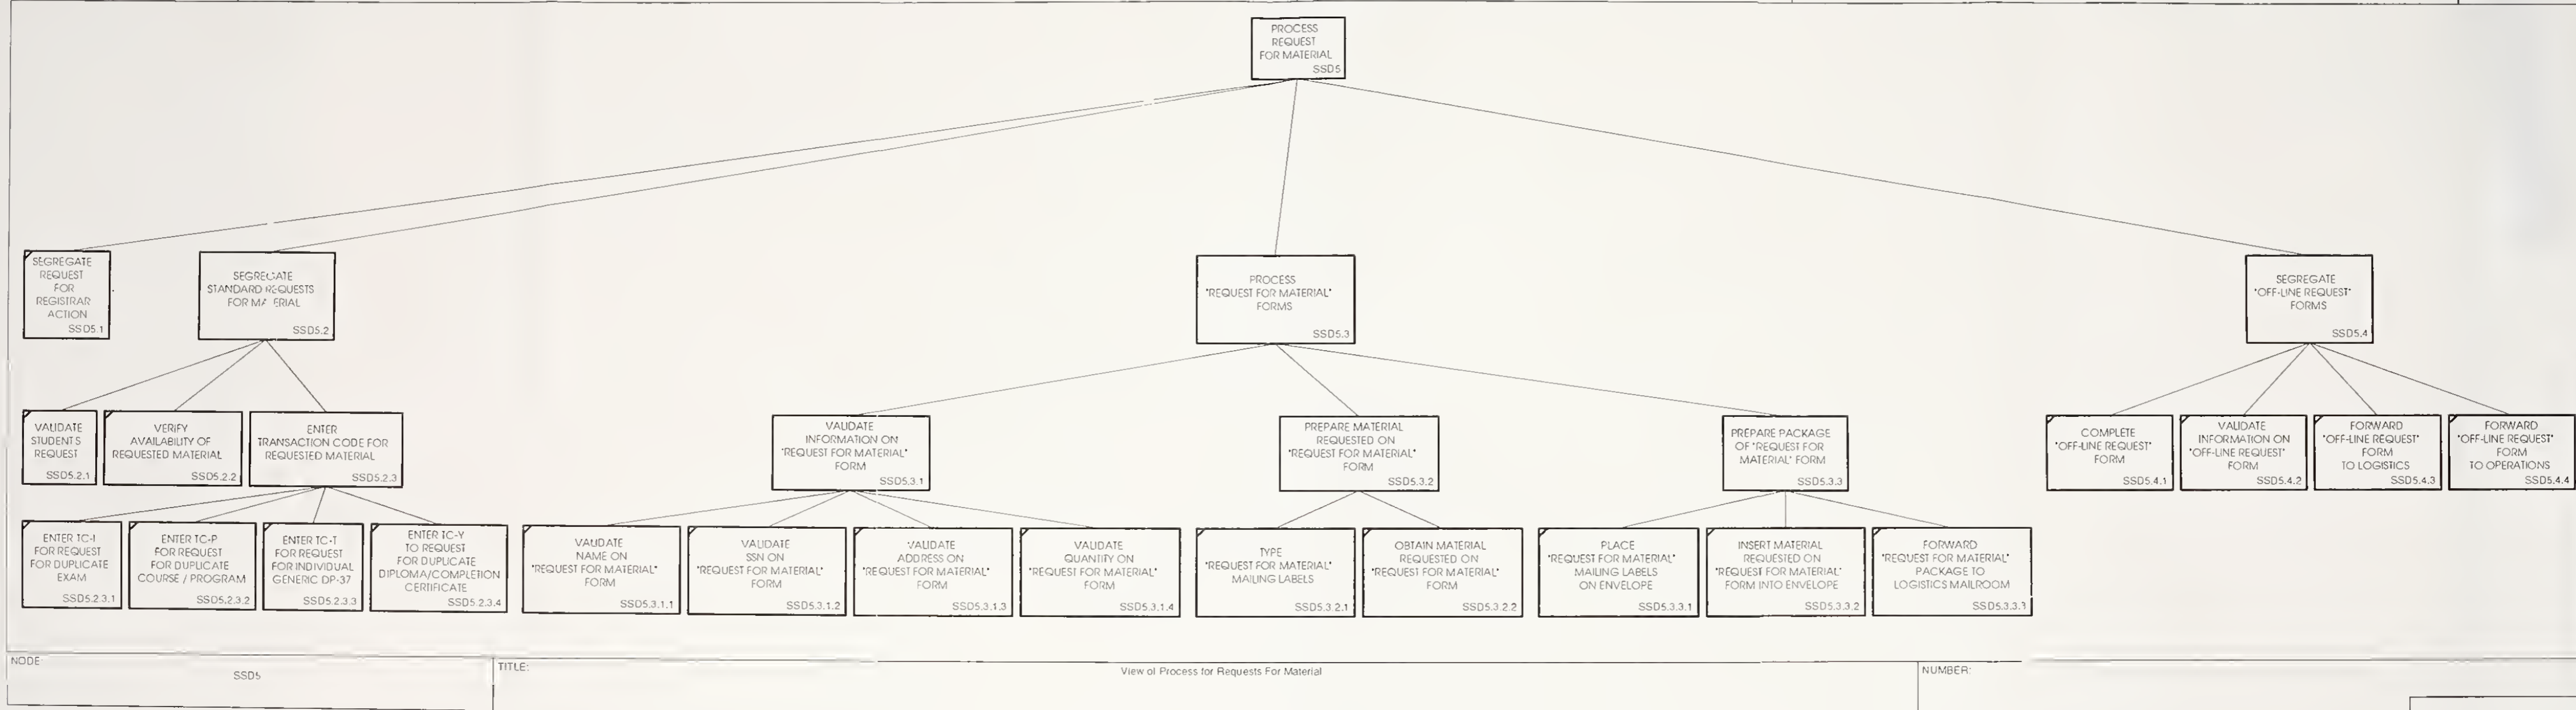 PROCESS
REQUEST
FOR MATERIAL
SSD5
SEGREGATE
REQUEST
FOR
REGISTRAR
ACTION
SSD5.1
SEGREGATE
STANDARD REQUESTS
FOR MATERIAL
SSD5.2
PROCESS
"REQUEST FOR MATERIAL"
FORMS
SSD5.3
SEGREGATE
"OFF-LINE REQUEST"
FORMS
SSD5.4
VALIDATE
STUDENTS
REQUEST
SSD5.2.1
VERIFY
AVAILABILITY OF
REQUESTED MATERIAL
SSD5.2.2
ENTER
TRANSACTION CODE FOR
REQUESTED MATERIAL
SSD5.2.3
VALIDATE
INFORMATION ON
"REQUEST FOR MATERIAL"
FORM
SSD5.3.1
PREPARE MATERIAL
REQUESTED ON
"REQUEST FOR MATERIAL"
FORM
SSD5.3.2
PREPARE PACKAGE
OF "REQUEST FOR
MATERIAL" FORM
SSD5.3.3
COMPLETE
"OFF-LINE REQUEST"
FORM
SSD5.4.1
VALIDATE
INFORMATION ON
"OFF-LINE REQUEST"
FORM
SSD5.4.2
FORWARD
"OFF-LINE REQUEST"
FORM
TO LOGISTICS
SSD5.4.3
FORWARD
"OFF-LINE REQUEST"
FORM
TO OPERATIONS
SSD5.4.4
ENTER TC-I
FOR REQUEST
FOR DUPLICATE
EXAM
SSD5.2.3.1
ENTER TC-P
FOR REQUEST
FOR DUPLICATE
COURSE / PROGRAM
SSD5.2.3.2
ENTER TC-T
FOR REQUEST
FOR INDIVIDUAL
GENERIC DP-37
SSD5.2.3.3
ENTER TC-Y
TO REQUEST
FOR DUPLICATE
DIPLOMA/COMPLETION
CERTIFICATE
SSD5.2.3.4
VALIDATE
NAME ON
"REQUEST FOR MATERIAL"
FORM
SSD5.3.1.1
VALIDATE
SSN ON
"REQUEST FOR MATERIAL"
FORM
SSD5.3.1.2
VALIDATE
ADDRESS ON
"REQUEST FOR MATERIAL"
FORM
SSD5.3.1.3
VALIDATE
QUANTITY ON
"REQUEST FOR MATERIAL"
FORM
SSD5.3.1.4
TYPE
"REQUEST FOR MATERIAL"
MAILING LABELS
SSD5.3.2.1
OBTAIN MATERIAL
REQUESTED ON
"REQUEST FOR MATERIAL"
FORM
SSD5.3.2.2
PLACE
"REQUEST FOR MATERIAL"
MAILING LABELS
ON ENVELOPE
SSD5.3.3.1
INSERT MATERIAL
REQUESTED ON
"REQUEST FOR MATERIAL"
FORM INTO ENVELOPE
SSD5.3.3.2
FORWARD
"REQUEST FOR MATERIAL"
PACKAGE TO
LOGISTICS MAILROOM
SSD5.3.3.3
NODE:
SSD5
TITLE:
View of Process for Requests For Material
NUMBER: